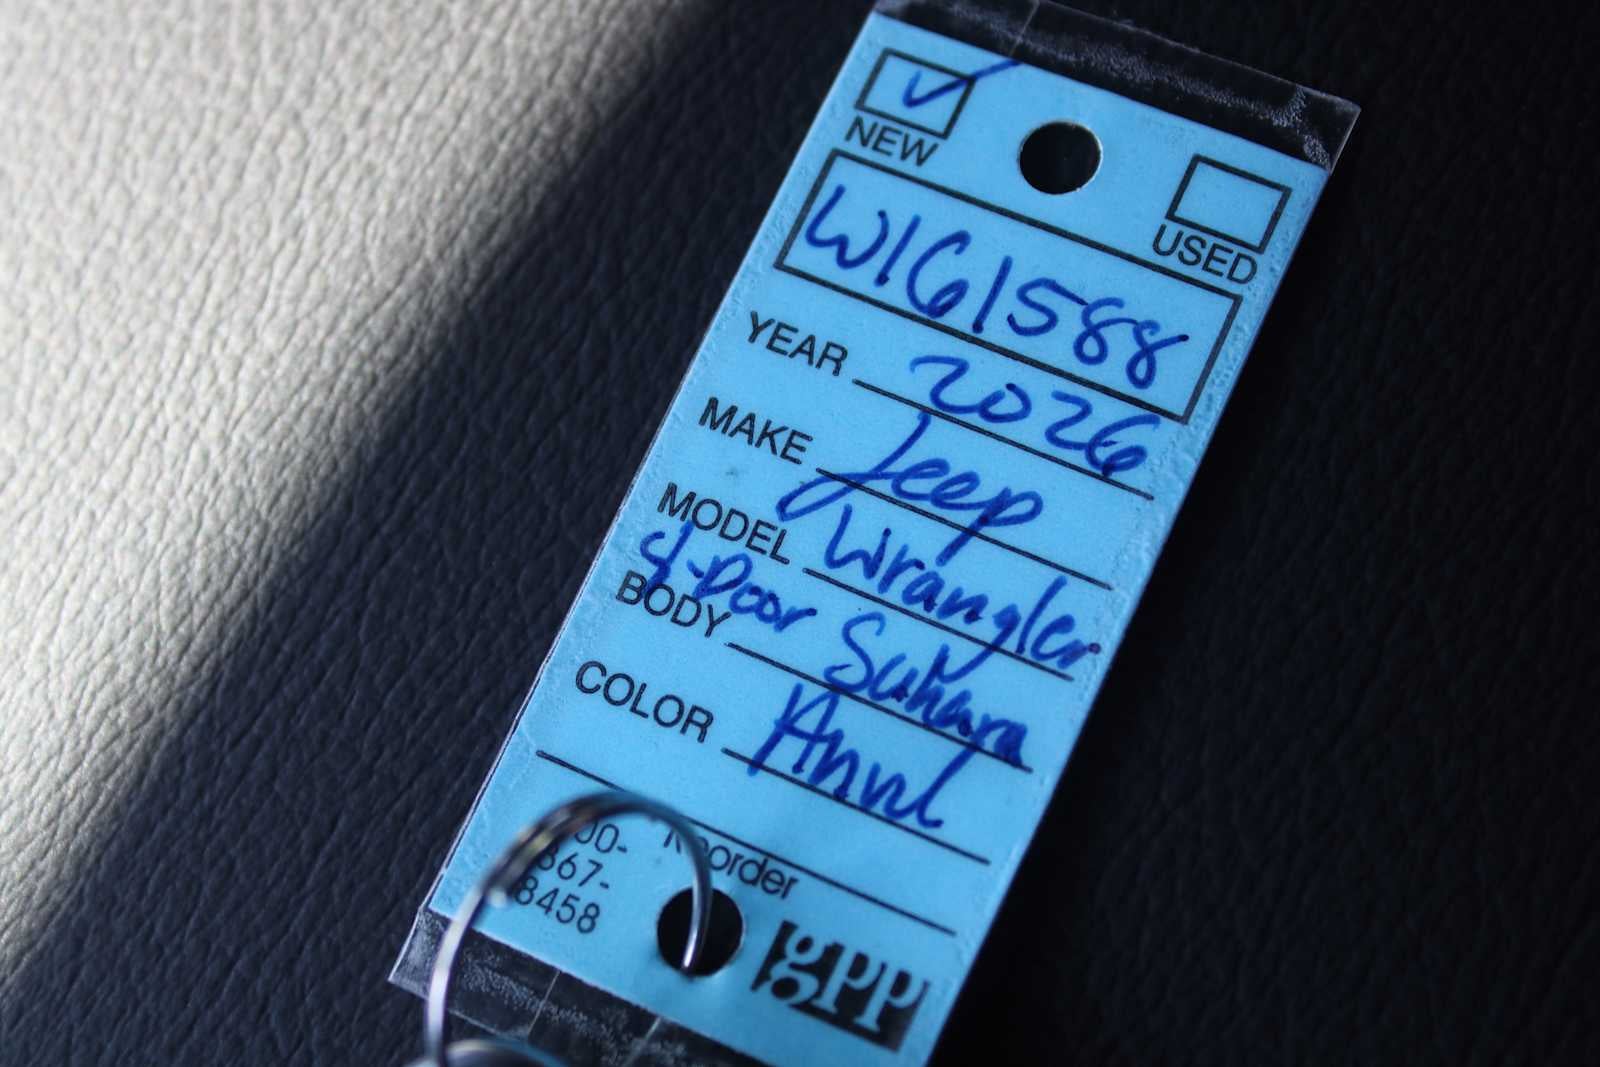 NEW
USED
W161588
YEAR 2026
MAKE Jeep
MODEL Wrangler
4-Door
BODY Sahara
COLOR Anvil
Reorder
00-
867-
8458
gpp